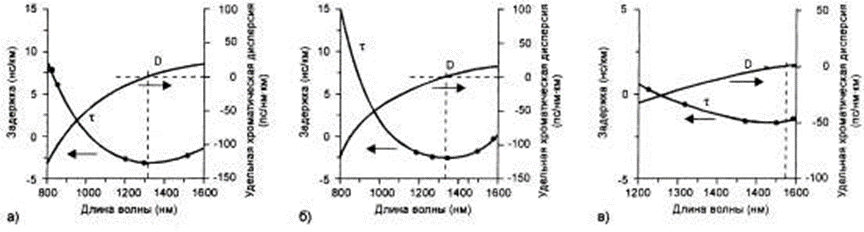 15
10
5
0
-5
Задержка (нс/км)
100
50
0
-50
-100
-150
Удельная хроматическая дисперсия
(пс/нм·км)
D
τ
800 1000 1200 1400 1600
Длина волны (нм)
а)
15
10
5
0
-5
Задержка (нс/км)
100
50
0
-50
-100
-150
Удельная хроматическая дисперсия
(пс/нм·км)
τ
D
800 1000 1200 1400 1600
Длина волны (нм)
б)
5
0
-5
Задержка (нс/км)
50
0
-50
-100
Удельная хроматическая дисперсия
(пс/нм·км)
D
τ
1200 1300 1400 1500 1600
Длина волны (нм)
в)